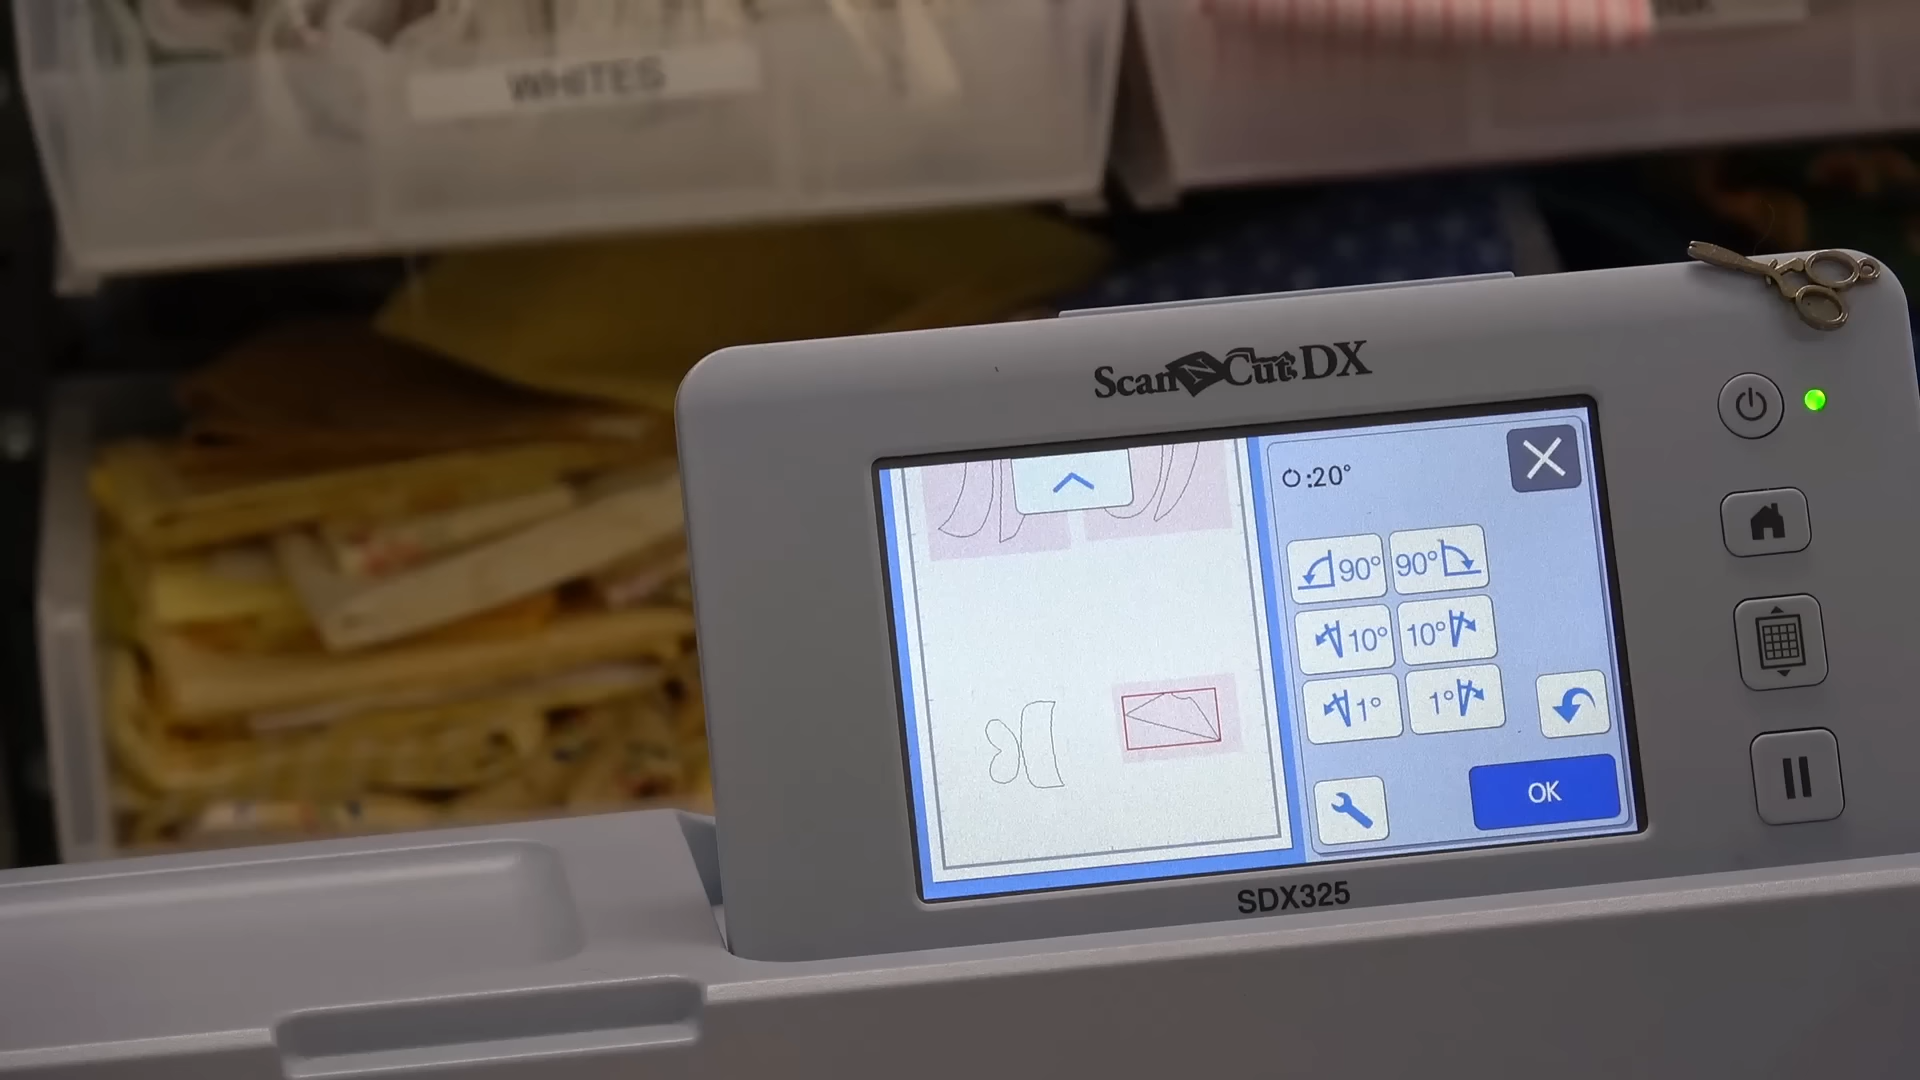 WHITES
ScanNCut DX
:20°
90° 90°
10° 10°
1° 1°
OK
SDX325